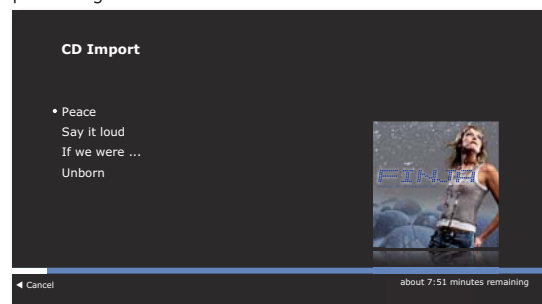 CD Import
• Peace
Say it loud
If we were ...
Unborn
FINJA
◀ Cancel
about 7:51 minutes remaining